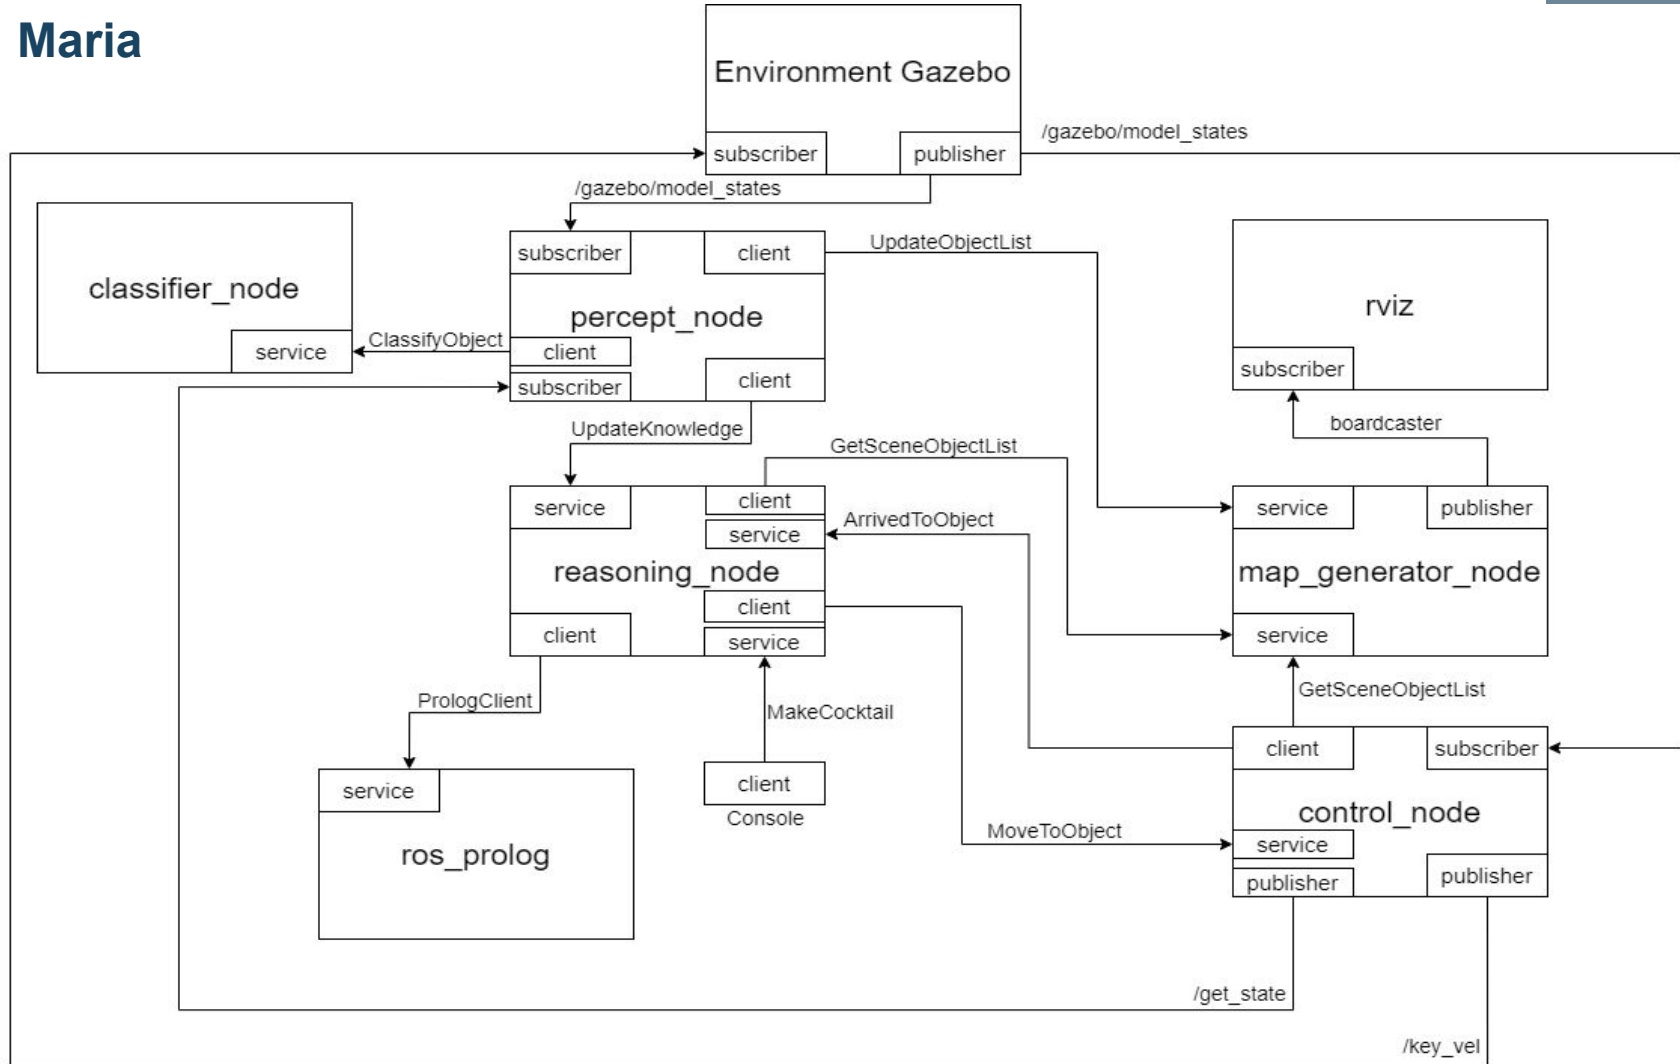 Maria
Environment Gazebo
/gazebo/model_states
subscriber
publisher
/gazebo/model_states
subscriber
client
UpdateObjectList
classifier_node
percept_node
rviz
ClassifyObject
service
client
subscriber
subscriber
client
boardcaster
UpdateKnowledge
GetSceneObjectList
service
client
service
publisher
ArrivedToObject
service
reasoning_node
map_generator_node
client
client
service
service
GetSceneObjectList
PrologClient
MakeCocktail
client
subscriber
service
client
Console
control_node
MoveToObject
service
ros_prolog
publisher
publisher
/get_state
/key_vel